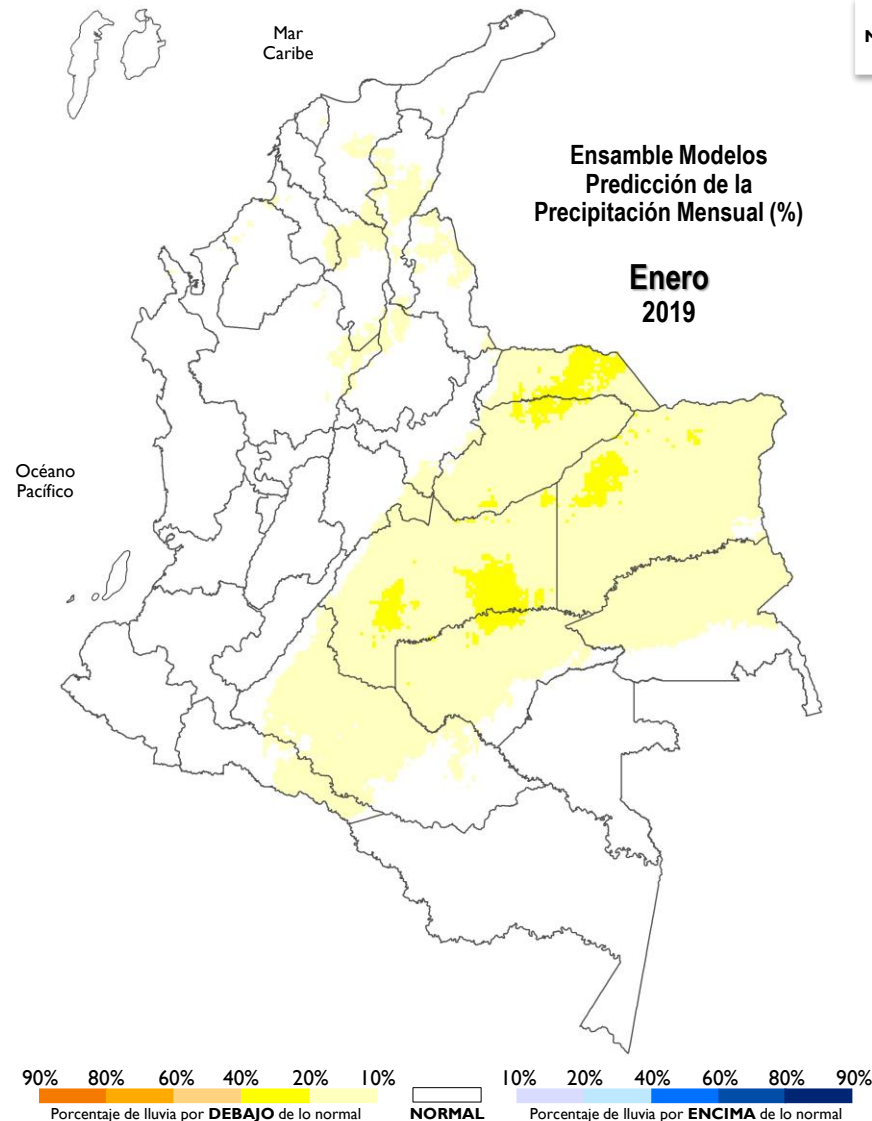 Mar
Caribe
Ensamble Modelos
Predicción de la
Precipitación Mensual (%)
Enero
2019
Océano
Pacífico
90% 80% 60% 40% 20% 10% 10% 20% 40% 60% 80% 90%
Porcentaje de lluvia por DEBAJO de lo normal NORMAL Porcentaje de lluvia por ENCIMA de lo normal